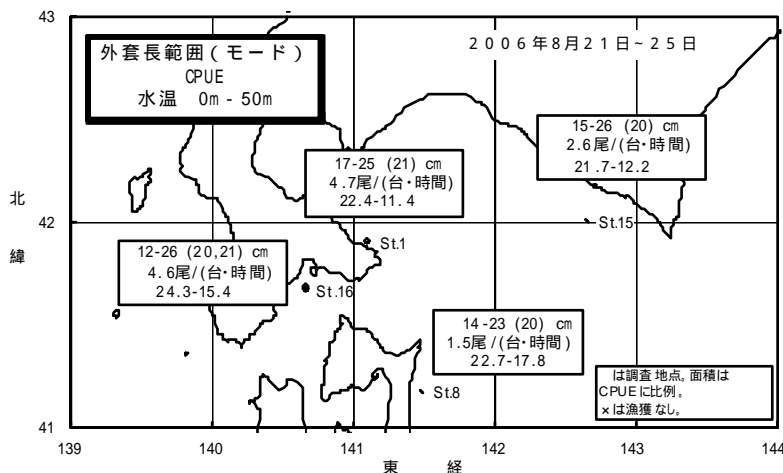 43
外套長範囲(モード)
CPUE
水温 0m - 50m
2006年8月21日~25日
17-25 (21) cm
4.7尾/(台・時間)
22.4-11.4
15-26 (20) cm
2.6尾/(台・時間)
21.7-12.2
北
緯
42
St.15
St.1
12-26 (20,21) cm
4.6尾/(台・時間)
24.3-15.4
St.16
14-23 (20) cm
1.5尾/(台・時間)
22.7-17.8
は調査地点。面積は
CPUEに比例。
×は漁獲なし。
St.8
41
139
140
141
142
143
144
東 経